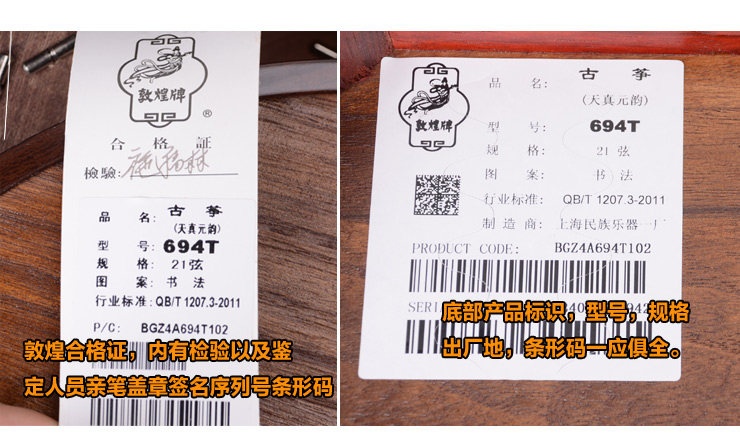 敦煌牌
®
合格証
檢驗:
品名: 古筝
(天真元韵)
型号: 694T
规格: 21弦
图案: 书法
行业标准: QB/T 1207.3-2011
P/C: BGZ4A694T102
敦煌合格证，内有检验以及鉴
定人员亲笔盖章签名序列号条形码
敦煌牌
®
品名: 古筝
(天真元韵)
型号: 694T
规格: 21弦
图案: 书法
行业标准: QB/T 1207.3-2011
制造商: 上海民族乐器一厂
PRODUCT CODE: BGZ4A694T102
底部产品标识，型号，规格
出厂地，条形码一应俱全。